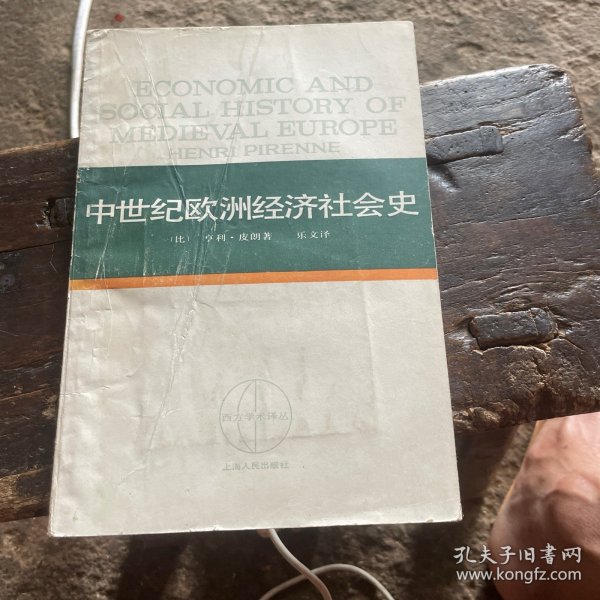 ECONOMIC AND
SOCIAL HISTORY OF
MEDIEVAL EUROPE
HENRI PIRENNE
中世纪欧洲经济社会史
〔比〕 亨利·皮朗著 乐文译
西方学术译丛
上海人民出版社
孔夫子旧书网
www.kongfz.com